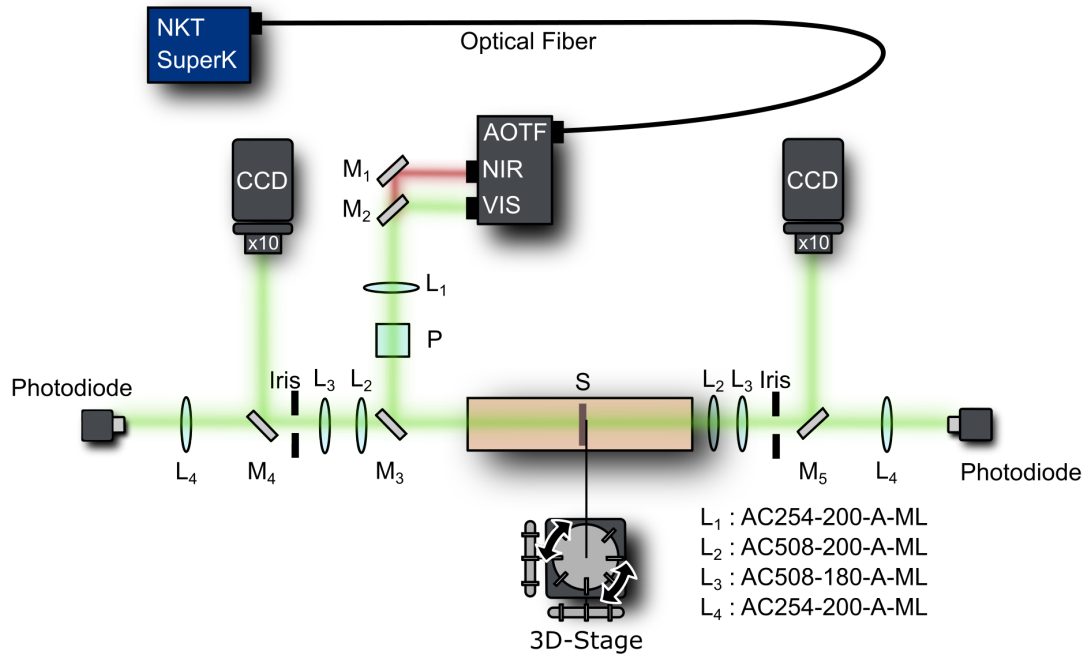 NKT
SuperK
Optical Fiber
AOTF
NIR
VIS
M1
M2
CCD
x10
CCD
x10
L1
P
Photodiode
Iris
L3
L2
S
L2
L3
Iris
L4
M4
M3
M5
L4
Photodiode
L1 : AC254-200-A-ML
L2 : AC508-200-A-ML
L3 : AC508-180-A-ML
L4 : AC254-200-A-ML
3D-Stage